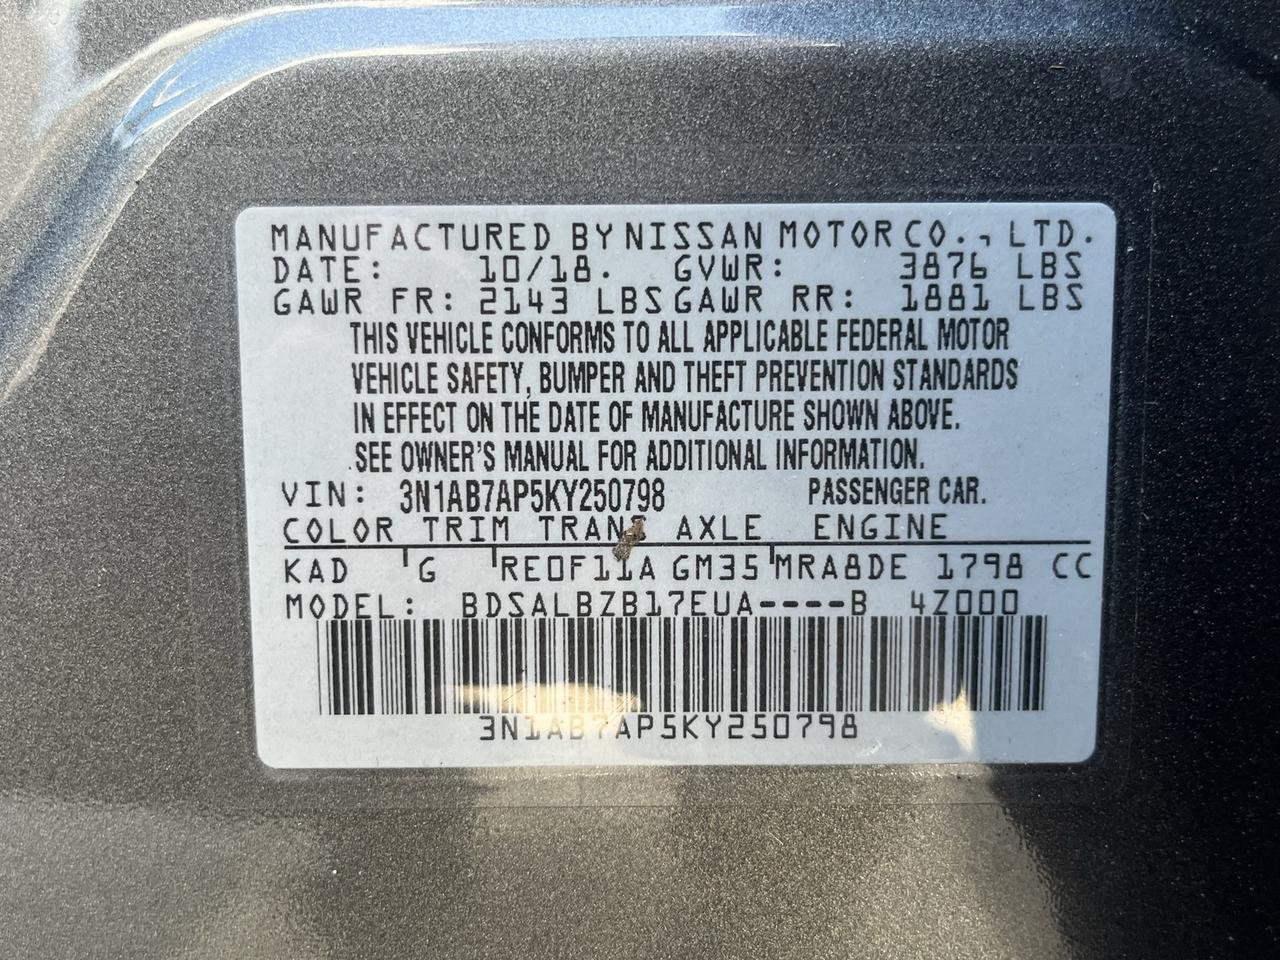 MANUFACTURED BY NISSAN MOTOR CO., LTD.
DATE: 10/18. GVWR: 3876 LBS
GAWR FR: 2143 LBS GAWR RR: 1881 LBS
THIS VEHICLE CONFORMS TO ALL APPLICABLE FEDERAL MOTOR
VEHICLE SAFETY, BUMPER AND THEFT PREVENTION STANDARDS
IN EFFECT ON THE DATE OF MANUFACTURE SHOWN ABOVE.
SEE OWNER'S MANUAL FOR ADDITIONAL INFORMATION.
VIN: 3N1AB7AP5KY250798 PASSENGER CAR.
COLOR TRIM TRANS AXLE ENGINE
KAD G RE0F11A GM35 MRA8DE 1798 CC
MODEL: BDSALBZB17EUA----B 4Z000
3N1AB7AP5KY250798